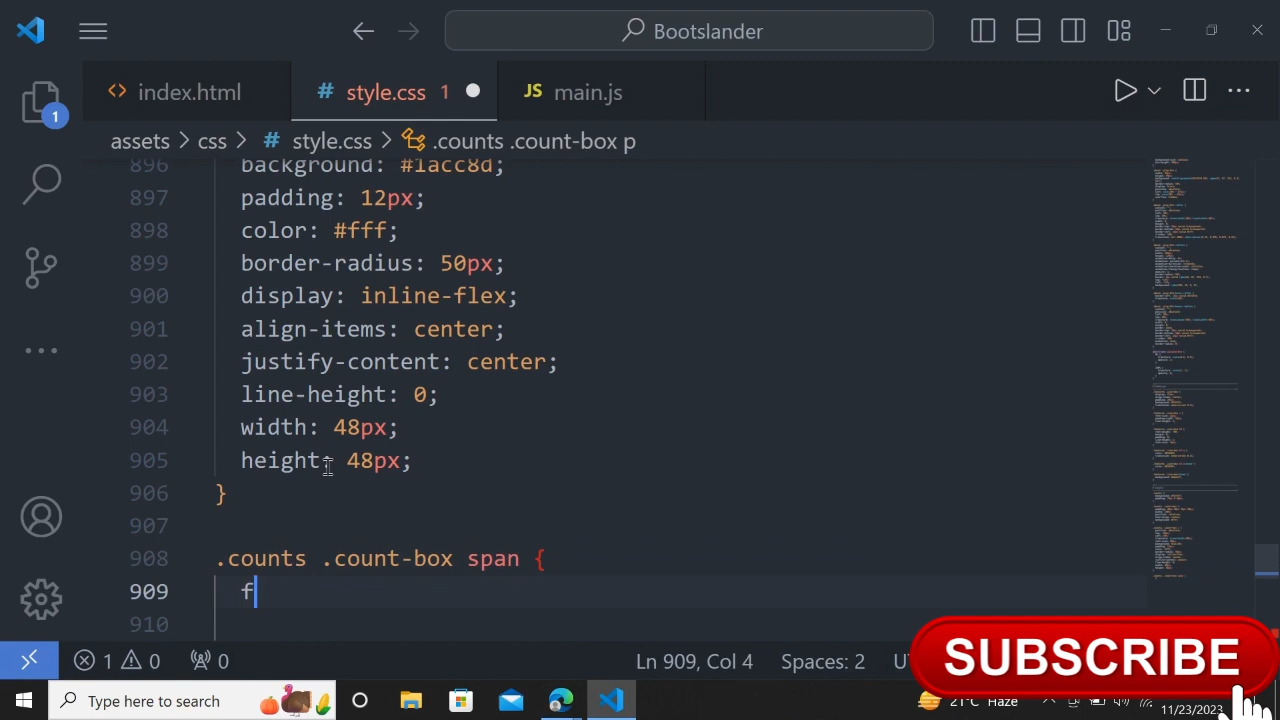 Bootslander
1
index.html
# style.css 1
JS main.js
assets > css > # style.css > .counts .count-box p
896 background: #1acc8d;
897 padding: 12px;
898 color: #fff;
899 border-radius: 50px;
900 display: inline-flex;
901 align-items: center;
902 justify-content: center;
903 line-height: 0;
904 width: 48px;
905 height: 48px;
906 }
907
908 .counts .count-box span {
909 f
910
1 0 0
Ln 909, Col 4 Spaces: 2
SUBSCRIBE
Type here to search
21°C Haze
11/23/2023